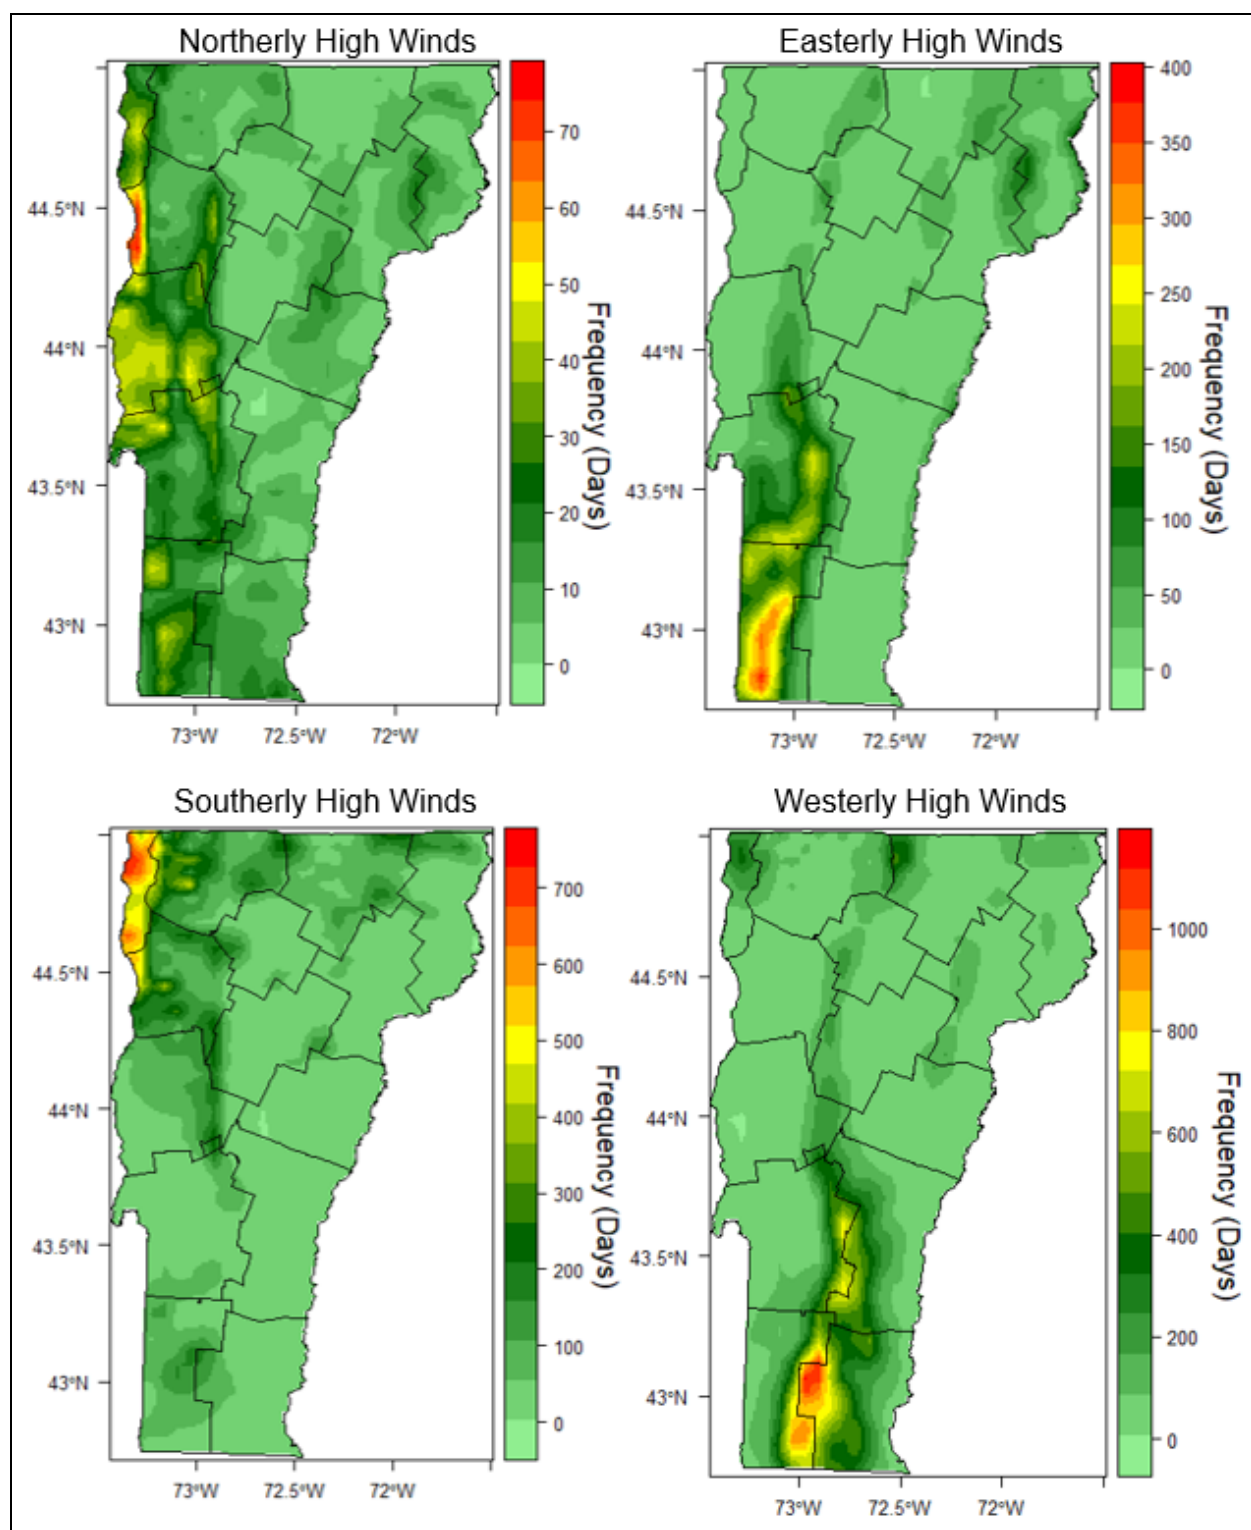 Northerly High Winds
44.5°N
44°N
43.5°N
43°N
73°W
72.5°W
72°W
70
60
50
40
30
20
10
0
Frequency (Days)
Easterly High Winds
44.5°N
44°N
43.5°N
43°N
73°W
72.5°W
72°W
400
350
300
250
200
150
100
50
0
Frequency (Days)
Southerly High Winds
44.5°N
44°N
43.5°N
43°N
73°W
72.5°W
72°W
700
600
500
400
300
200
100
0
Frequency (Days)
Westerly High Winds
44.5°N
44°N
43.5°N
43°N
73°W
72.5°W
72°W
1000
800
600
400
200
0
Frequency (Days)